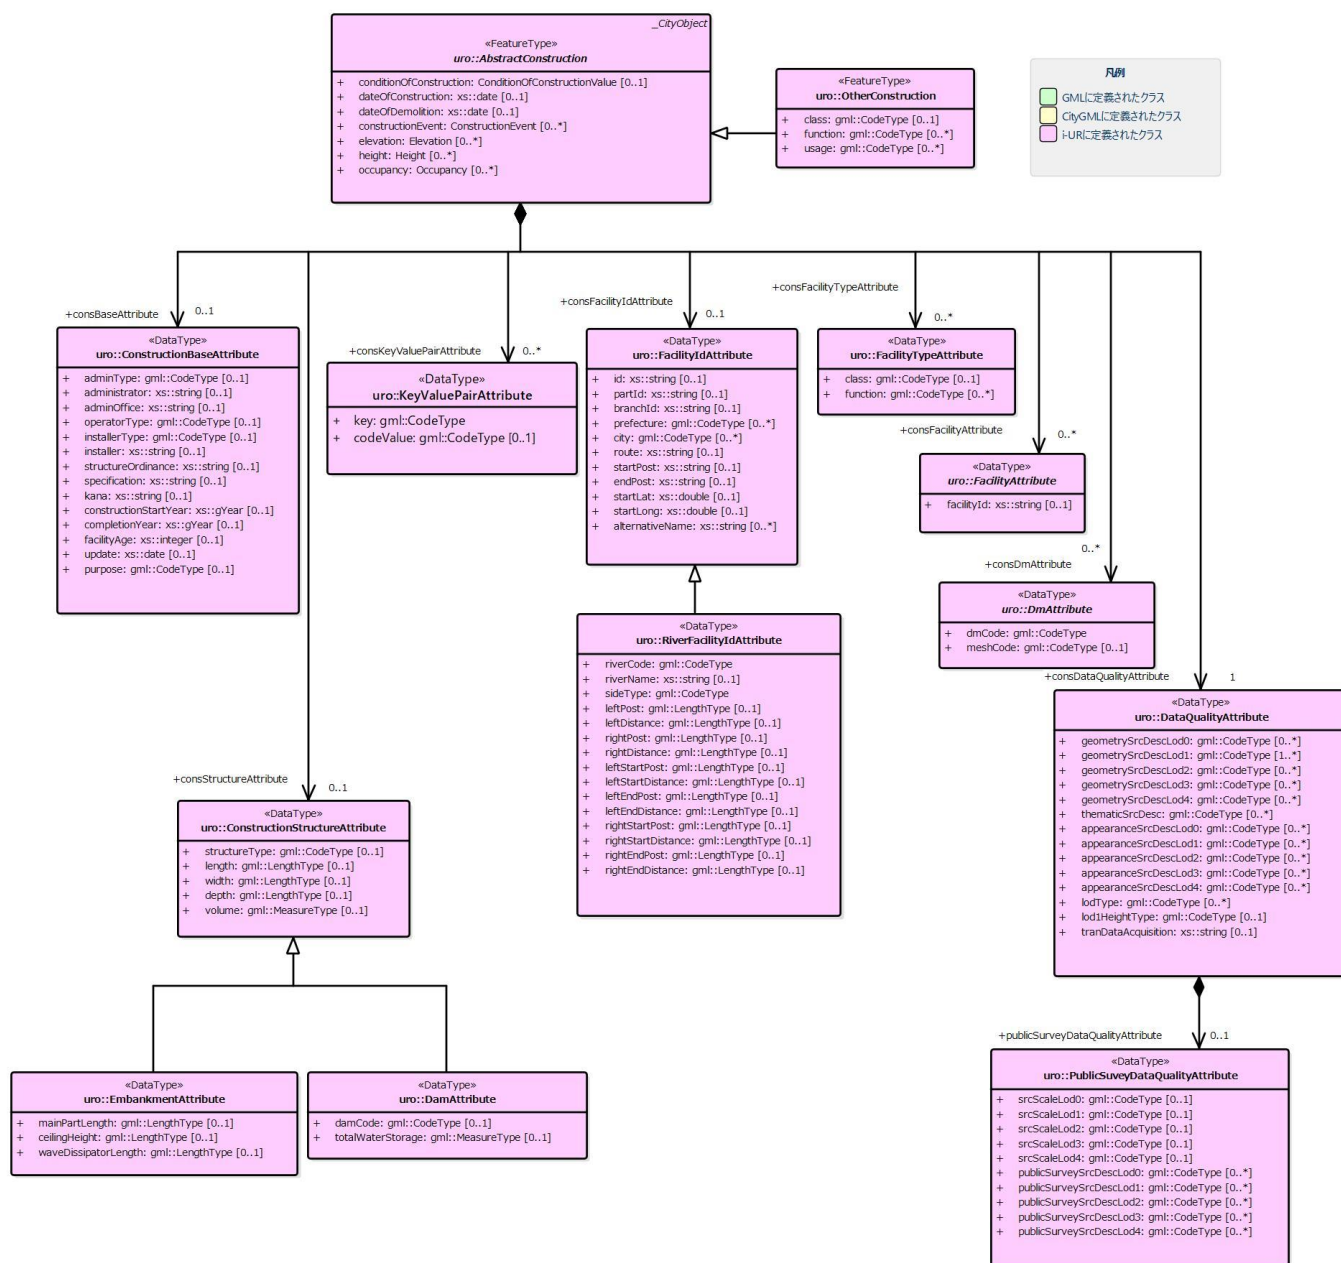 _CityObject
«FeatureType»
uro::AbstractConstruction
+ conditionOfConstruction: ConditionOfConstructionValue [0..1]
+ dateOfConstruction: xs::date [0..1]
+ dateOfDemolition: xs::date [0..1]
+ constructionEvent: ConstructionEvent [0..*]
+ elevation: Elevation [0..*]
+ height: Height [0..*]
+ occupancy: Occupancy [0..*]
«FeatureType»
uro::OtherConstruction
+ class: gml::CodeType [0..1]
+ function: gml::CodeType [0..*]
+ usage: gml::CodeType [0..*]
凡例
GMLに定義されたクラス
CityGMLに定義されたクラス
i-URに定義されたクラス
+consBaseAttribute
0..1
«DataType»
uro::ConstructionBaseAttribute
+ adminType: gml::CodeType [0..1]
+ administrator: xs::string [0..1]
+ adminOffice: xs::string [0..1]
+ operatorType: gml::CodeType [0..1]
+ installerType: gml::CodeType [0..1]
+ installer: xs::string [0..1]
+ structureOrdinance: xs::string [0..1]
+ specification: xs::string [0..1]
+ kana: xs::string [0..1]
+ constructionStartYear: xs::gYear [0..1]
+ completionYear: xs::gYear [0..1]
+ facilityAge: xs::integer [0..1]
+ update: xs::date [0..1]
+ purpose: gml::CodeType [0..1]
+consKeyValuePairAttribute
0..*
«DataType»
uro::KeyValuePairAttribute
+ key: gml::CodeType
+ codeValue: gml::CodeType [0..1]
+consFacilityIdAttribute
0..1
«DataType»
uro::FacilityIdAttribute
+ id: xs::string [0..1]
+ partId: xs::string [0..1]
+ branchId: xs::string [0..1]
+ prefecture: gml::CodeType [0..*]
+ city: gml::CodeType [0..*]
+ route: xs::string [0..1]
+ startPost: xs::string [0..1]
+ endPost: xs::string [0..1]
+ startLat: xs::double [0..1]
+ startLong: xs::double [0..1]
+ alternativeName: xs::string [0..*]
+consFacilityTypeAttribute
0..*
«DataType»
uro::FacilityTypeAttribute
+ class: gml::CodeType [0..1]
+ function: gml::CodeType [0..*]
+consFacilityAttribute
0..*
«DataType»
uro::FacilityAttribute
+ facilityId: xs::string [0..1]
+consDmAttribute
0..*
«DataType»
uro::DmAttribute
+ dmCode: gml::CodeType
+ meshCode: gml::CodeType [0..1]
«DataType»
uro::RiverFacilityIdAttribute
+ riverCode: gml::CodeType
+ riverName: xs::string [0..1]
+ sideType: gml::CodeType
+ leftPost: gml::LengthType [0..1]
+ leftDistance: gml::LengthType [0..1]
+ rightPost: gml::LengthType [0..1]
+ rightDistance: gml::LengthType [0..1]
+ leftStartPost: gml::LengthType [0..1]
+ leftStartDistance: gml::LengthType [0..1]
+ leftEndPost: gml::LengthType [0..1]
+ leftEndDistance: gml::LengthType [0..1]
+ rightStartPost: gml::LengthType [0..1]
+ rightStartDistance: gml::LengthType [0..1]
+ rightEndPost: gml::LengthType [0..1]
+ rightEndDistance: gml::LengthType [0..1]
+consDataQualityAttribute
1
«DataType»
uro::DataQualityAttribute
+ geometrySrcDescLod0: gml::CodeType [0..*]
+ geometrySrcDescLod1: gml::CodeType [1..*]
+ geometrySrcDescLod2: gml::CodeType [0..*]
+ geometrySrcDescLod3: gml::CodeType [0..*]
+ geometrySrcDescLod4: gml::CodeType [0..*]
+ thematicSrcDesc: gml::CodeType [0..*]
+ appearanceSrcDescLod0: gml::CodeType [0..*]
+ appearanceSrcDescLod1: gml::CodeType [0..*]
+ appearanceSrcDescLod2: gml::CodeType [0..*]
+ appearanceSrcDescLod3: gml::CodeType [0..*]
+ appearanceSrcDescLod4: gml::CodeType [0..*]
+ lodType: gml::CodeType [0..*]
+ lod1HeightType: gml::CodeType [0..1]
+ tranDataAcquisition: xs::string [0..1]
+consStructureAttribute
0..1
«DataType»
uro::ConstructionStructureAttribute
+ structureType: gml::CodeType [0..1]
+ length: gml::LengthType [0..1]
+ width: gml::LengthType [0..1]
+ depth: gml::LengthType [0..1]
+ volume: gml::MeasureType [0..1]
«DataType»
uro::EmbankmentAttribute
+ mainPartLength: gml::LengthType [0..1]
+ ceilingHeight: gml::LengthType [0..1]
+ waveDissipatorLength: gml::LengthType [0..1]
«DataType»
uro::DamAttribute
+ damCode: gml::CodeType [0..1]
+ totalWaterStorage: gml::MeasureType [0..1]
+publicSurveyDataQualityAttribute
0..1
«DataType»
uro::PublicSuveyDataQualityAttribute
+ srcScaleLod0: gml::CodeType [0..1]
+ srcScaleLod1: gml::CodeType [0..1]
+ srcScaleLod2: gml::CodeType [0..1]
+ srcScaleLod3: gml::CodeType [0..1]
+ srcScaleLod4: gml::CodeType [0..1]
+ publicSurveySrcDescLod0: gml::CodeType [0..*]
+ publicSurveySrcDescLod1: gml::CodeType [0..*]
+ publicSurveySrcDescLod2: gml::CodeType [0..*]
+ publicSurveySrcDescLod3: gml::CodeType [0..*]
+ publicSurveySrcDescLod4: gml::CodeType [0..*]